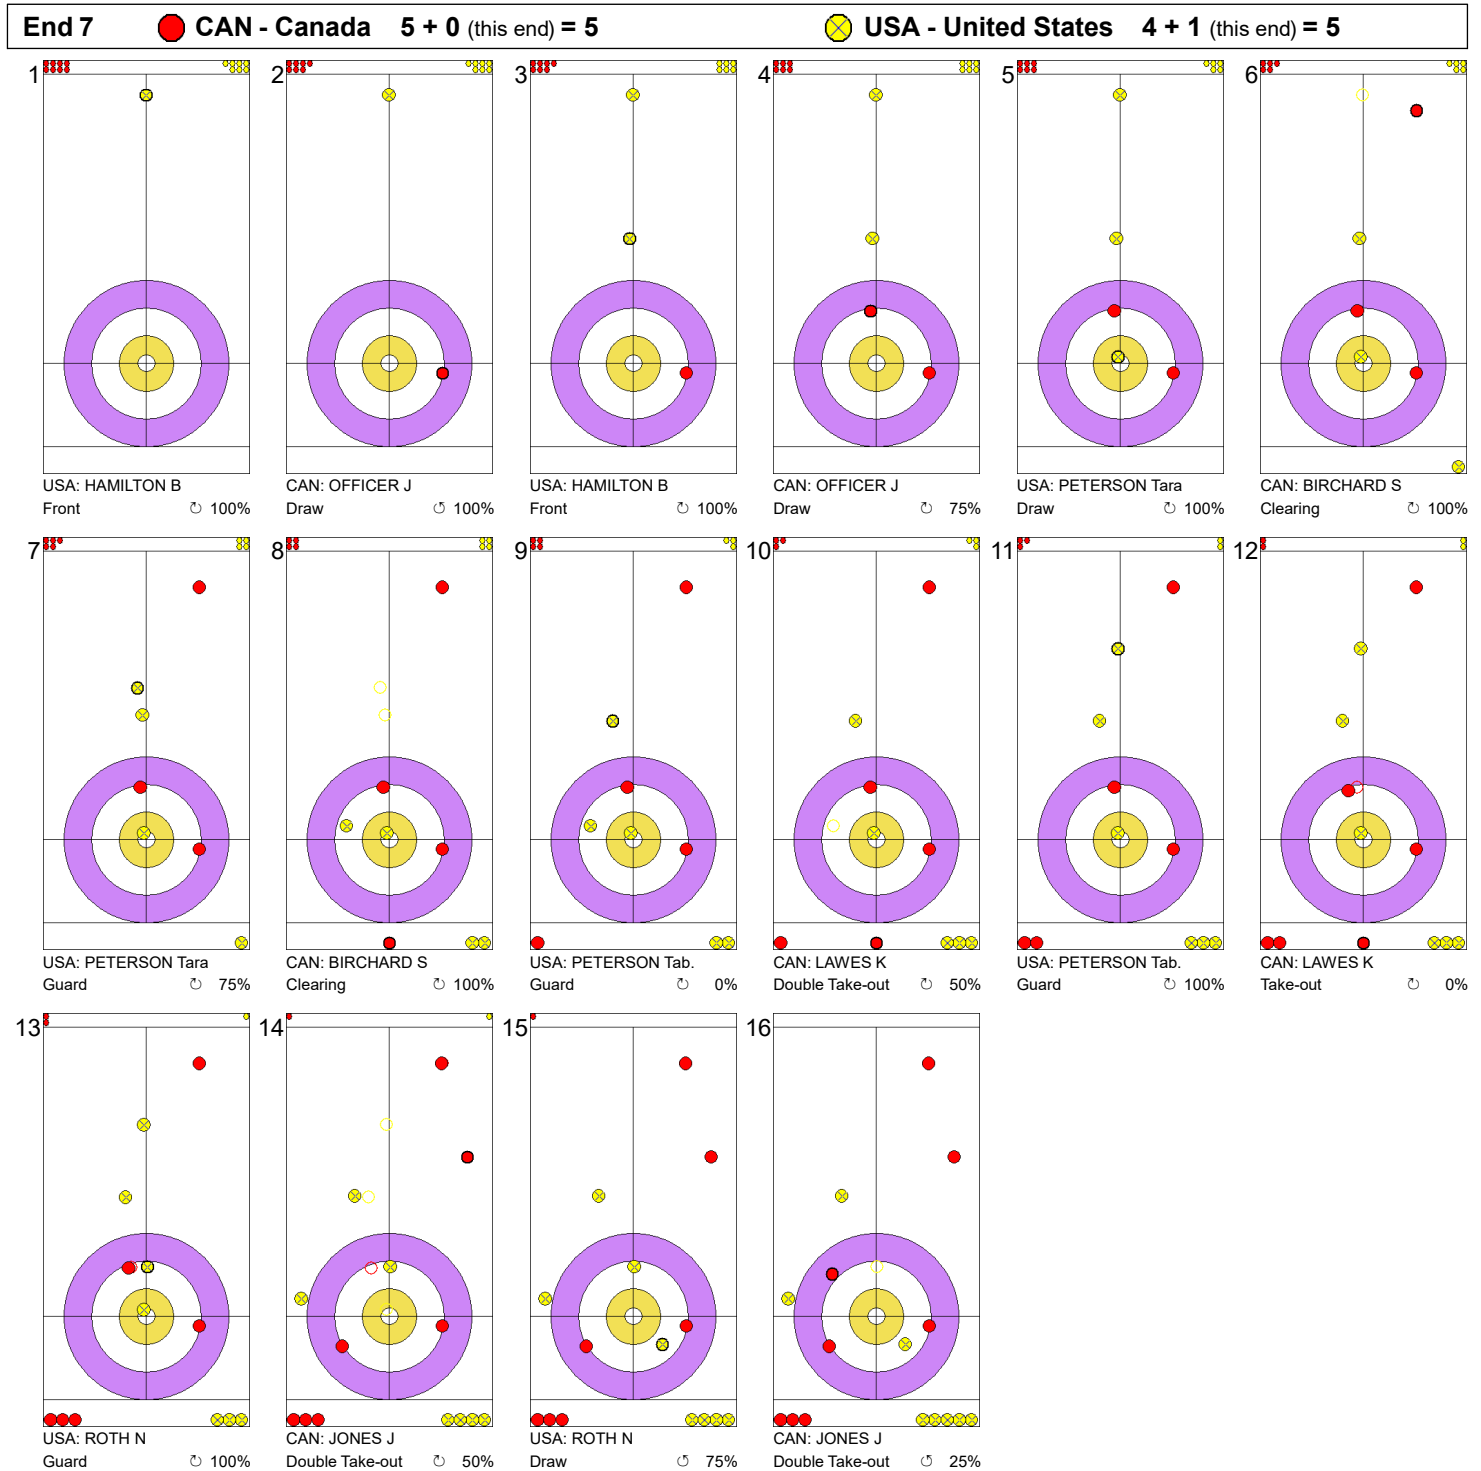 End 7 CAN - Canada 5 + 0 (this end) = 5 USA - United States 4 + 1 (this end) = 5
1 2 3 4 5 6
USA: HAMILTON B CAN: OFFICER J USA: HAMILTON B CAN: OFFICER J USA: PETERSON Tara CAN: BIRCHARD S
Front ↻ 100% Draw ↺ 100% Front ↻ 100% Draw ↻ 75% Draw ↻ 100% Clearing ↻ 100%
7 8 9 10 11 12
USA: PETERSON Tara CAN: BIRCHARD S USA: PETERSON Tab. CAN: LAWES K USA: PETERSON Tab. CAN: LAWES K
Guard ↻ 75% Clearing ↻ 100% Guard ↻ 0% Double Take-out ↻ 50% Guard ↻ 100% Take-out ↻ 0%
13 14 15 16
USA: ROTH N CAN: JONES J USA: ROTH N CAN: JONES J
Guard ↻ 100% Double Take-out ↻ 50% Draw ↺ 75% Double Take-out ↺ 25%